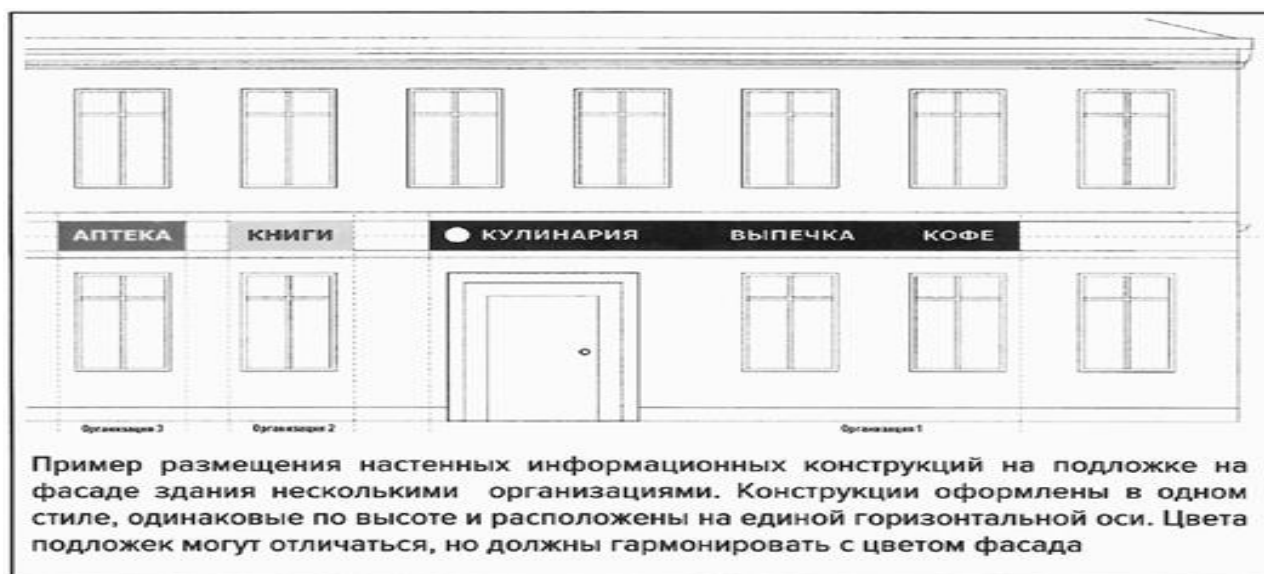 АПТЕКА КНИГИ КУЛИНАРИЯ ВЫПЕЧКА КОФЕ
Организация 3 Организация 2 Организация 1
Пример размещения настенных информационных конструкций на подложке на
фасаде здания несколькими организациями. Конструкции оформлены в одном
стиле, одинаковые по высоте и расположены на единой горизонтальной оси. Цвета
подложек могут отличаться, но должны гармонировать с цветом фасада